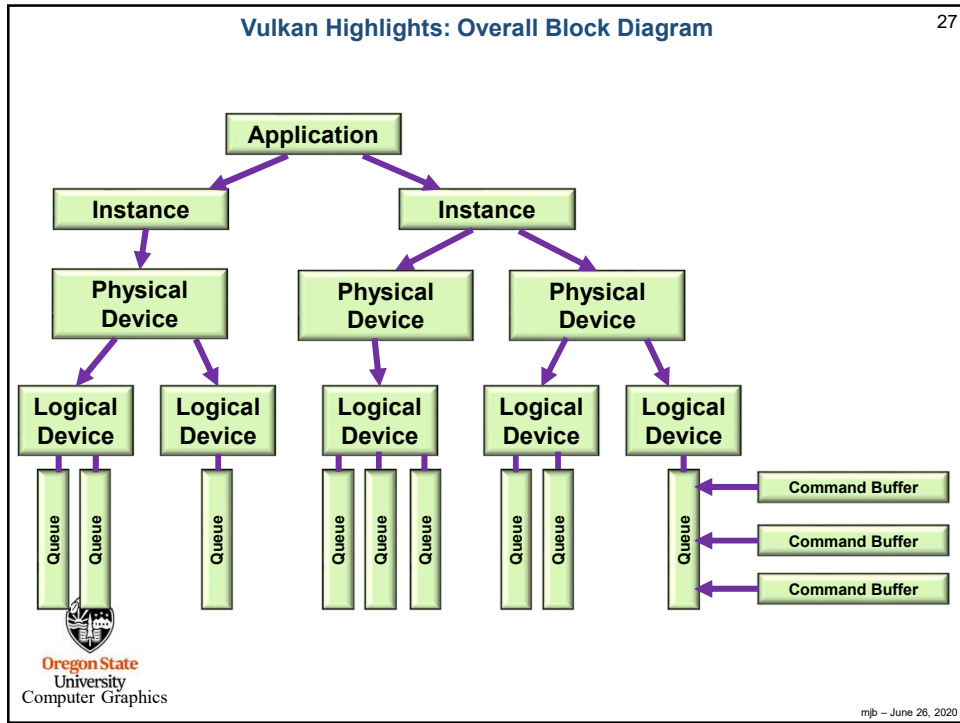 Vulkan Highlights: Overall Block Diagram
27
Application
Instance
Instance
Physical
Device
Physical
Device
Physical
Device
Logical
Device
Logical
Device
Logical
Device
Logical
Device
Logical
Device
Queue
Queue
Queue
Queue
Queue
Queue
Queue
Queue
Queue
Command Buffer
Command Buffer
Command Buffer
Oregon State
University
Computer Graphics
mjb – June 26, 2020